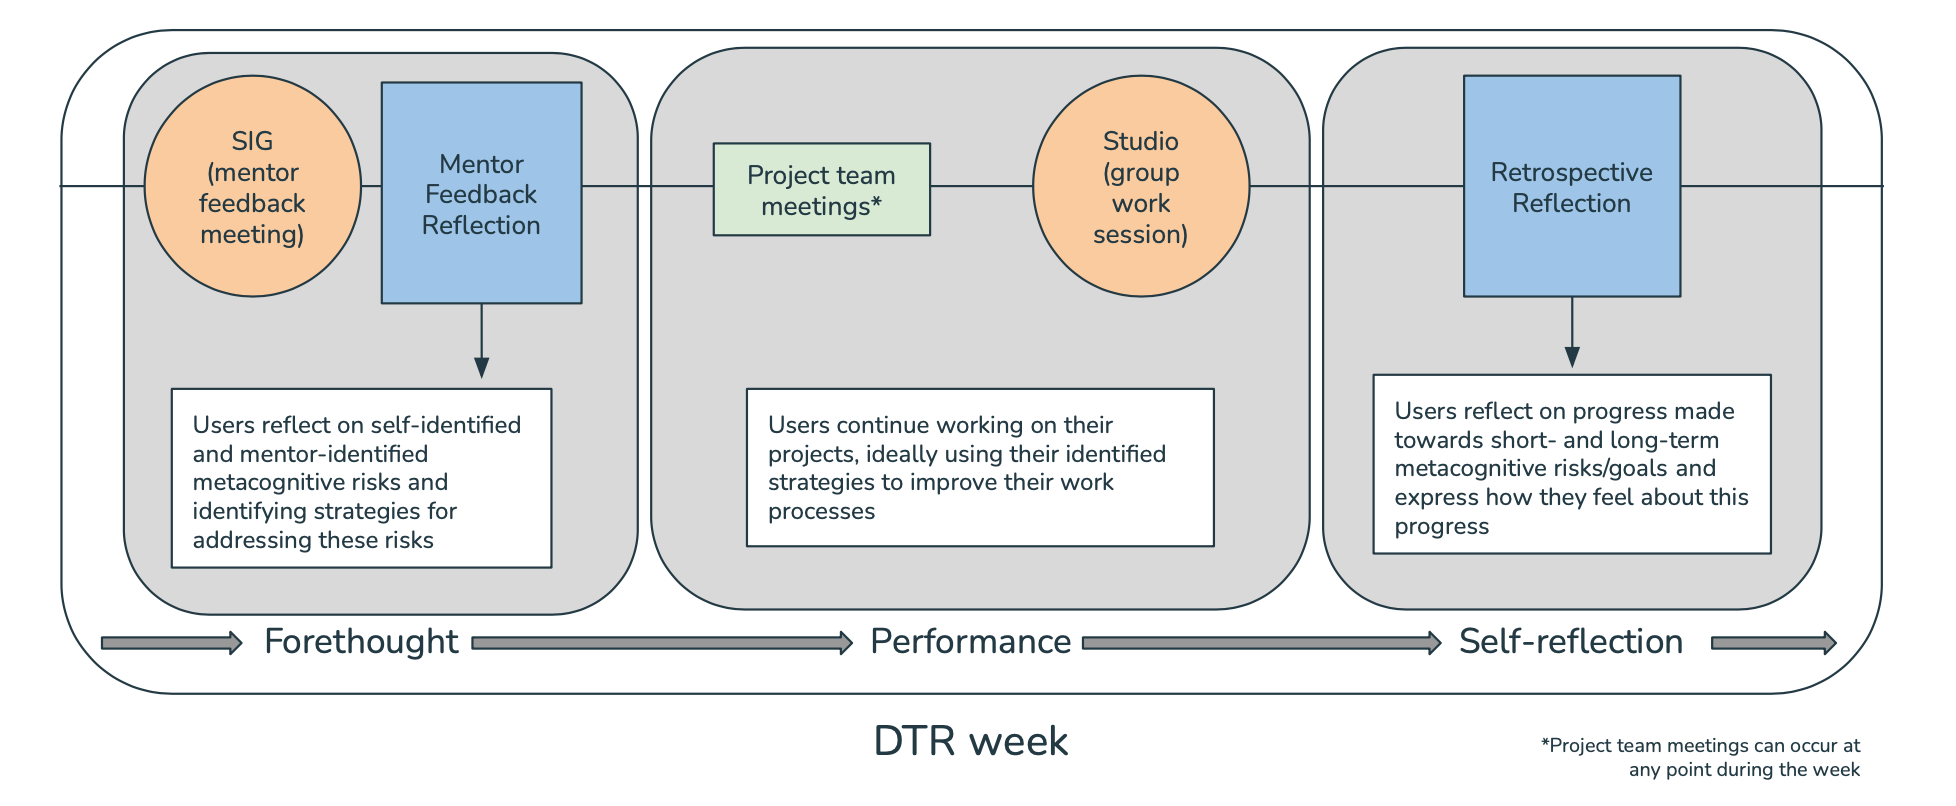 SIG
(mentor
feedback
meeting)
Mentor
Feedback
Reflection
Project team
meetings*
Studio
(group
work
session)
Retrospective
Reflection
Users reflect on self-identified
and mentor-identified
metacognitive risks and
identifying strategies for
addressing these risks
Users continue working on their
projects, ideally using their identified
strategies to improve their work
processes
Users reflect on progress made
towards short- and long-term
metacognitive risks/goals and
express how they feel about this
progress
Forethought
Performance
Self-reflection
DTR week
*Project team meetings can occur at
any point during the week